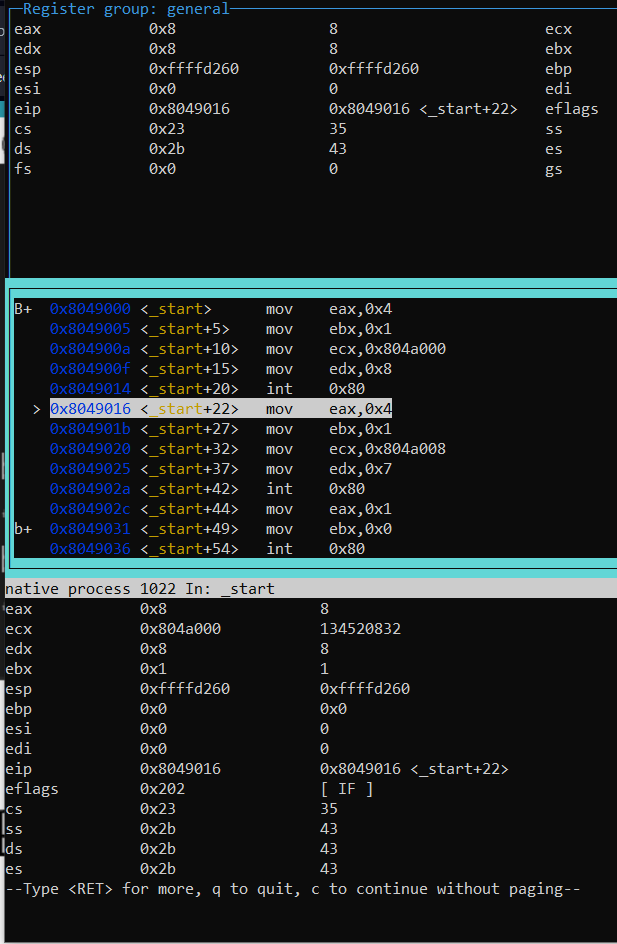 Register group: general
eax 0x8 8 ecx
edx 0x8 8 ebx
esp 0xffffd260 0xffffd260 ebp
esi 0x0 0 edi
eip 0x8049016 0x8049016 <_start+22> eflags
cs 0x23 35 ss
ds 0x2b 43 es
fs 0x0 0 gs
B+ 0x8049000 <_start> mov eax,0x4
0x8049005 <_start+5> mov ebx,0x1
0x804900a <_start+10> mov ecx,0x804a000
0x804900f <_start+15> mov edx,0x8
0x8049014 <_start+20> int 0x80
> 0x8049016 <_start+22> mov eax,0x4
0x804901b <_start+27> mov ebx,0x1
0x8049020 <_start+32> mov ecx,0x804a008
0x8049025 <_start+37> mov edx,0x7
0x804902a <_start+42> int 0x80
0x804902c <_start+44> mov eax,0x1
b+ 0x8049031 <_start+49> mov ebx,0x0
0x8049036 <_start+54> int 0x80
native process 1022 In: _start
eax 0x8 8
ecx 0x804a000 134520832
edx 0x8 8
ebx 0x1 1
esp 0xffffd260 0xffffd260
ebp 0x0 0x0
esi 0x0 0
edi 0x0 0
eip 0x8049016 0x8049016 <_start+22>
eflags 0x202 [ IF ]
cs 0x23 35
ss 0x2b 43
ds 0x2b 43
es 0x2b 43
--Type <RET> for more, q to quit, c to continue without paging--